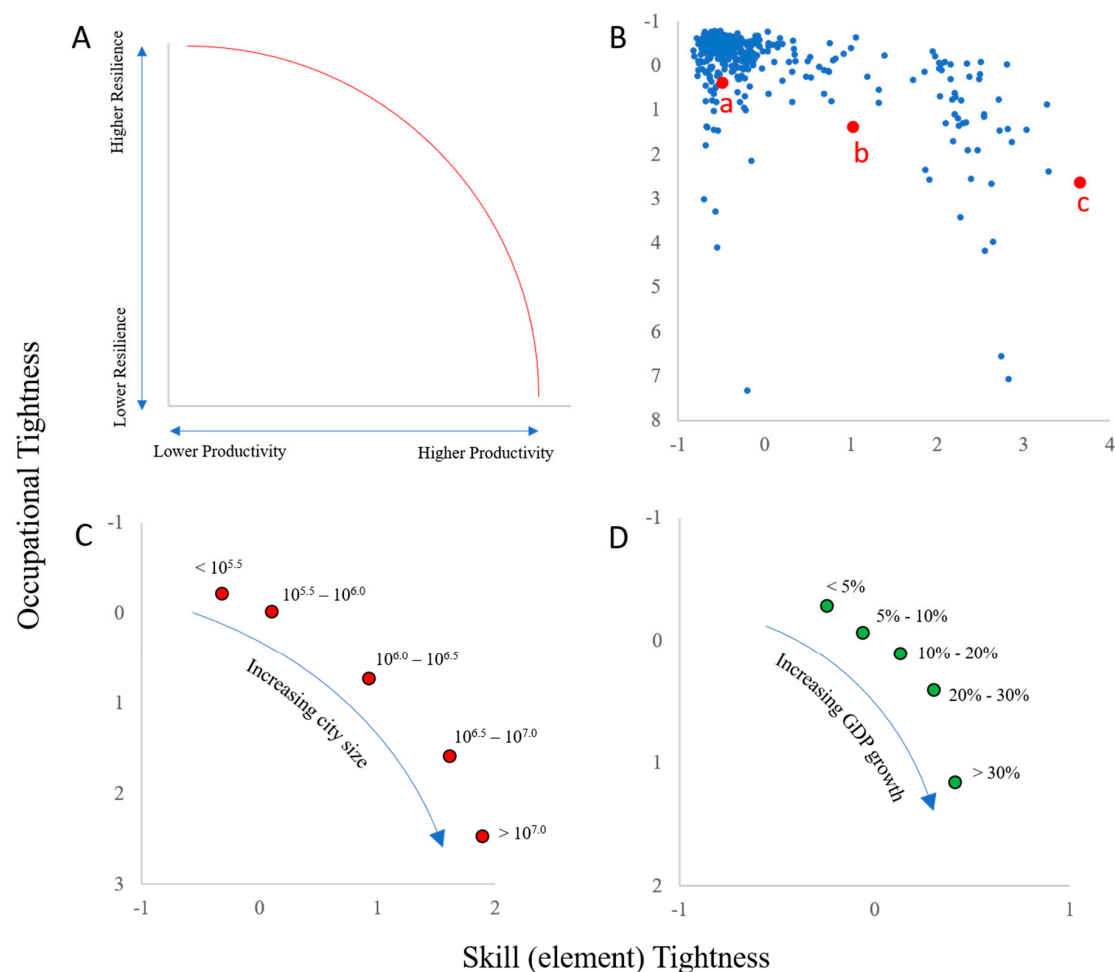 Occupational Tightness
A
Higher Resilience
Lower Resilience
Lower Productivity
Higher Productivity
B
-1
0
1
2
3
4
5
6
7
8
-1
0
1
2
3
4
a
b
c
C
-1
0
1
2
3
-1
0
1
2
< 10^5.5
10^5.5 – 10^6.0
10^6.0 – 10^6.5
10^6.5 – 10^7.0
> 10^7.0
Increasing city size
D
-1
0
1
2
-1
0
1
< 5%
5% - 10%
10% - 20%
20% - 30%
> 30%
Increasing GDP growth
Skill (element) Tightness